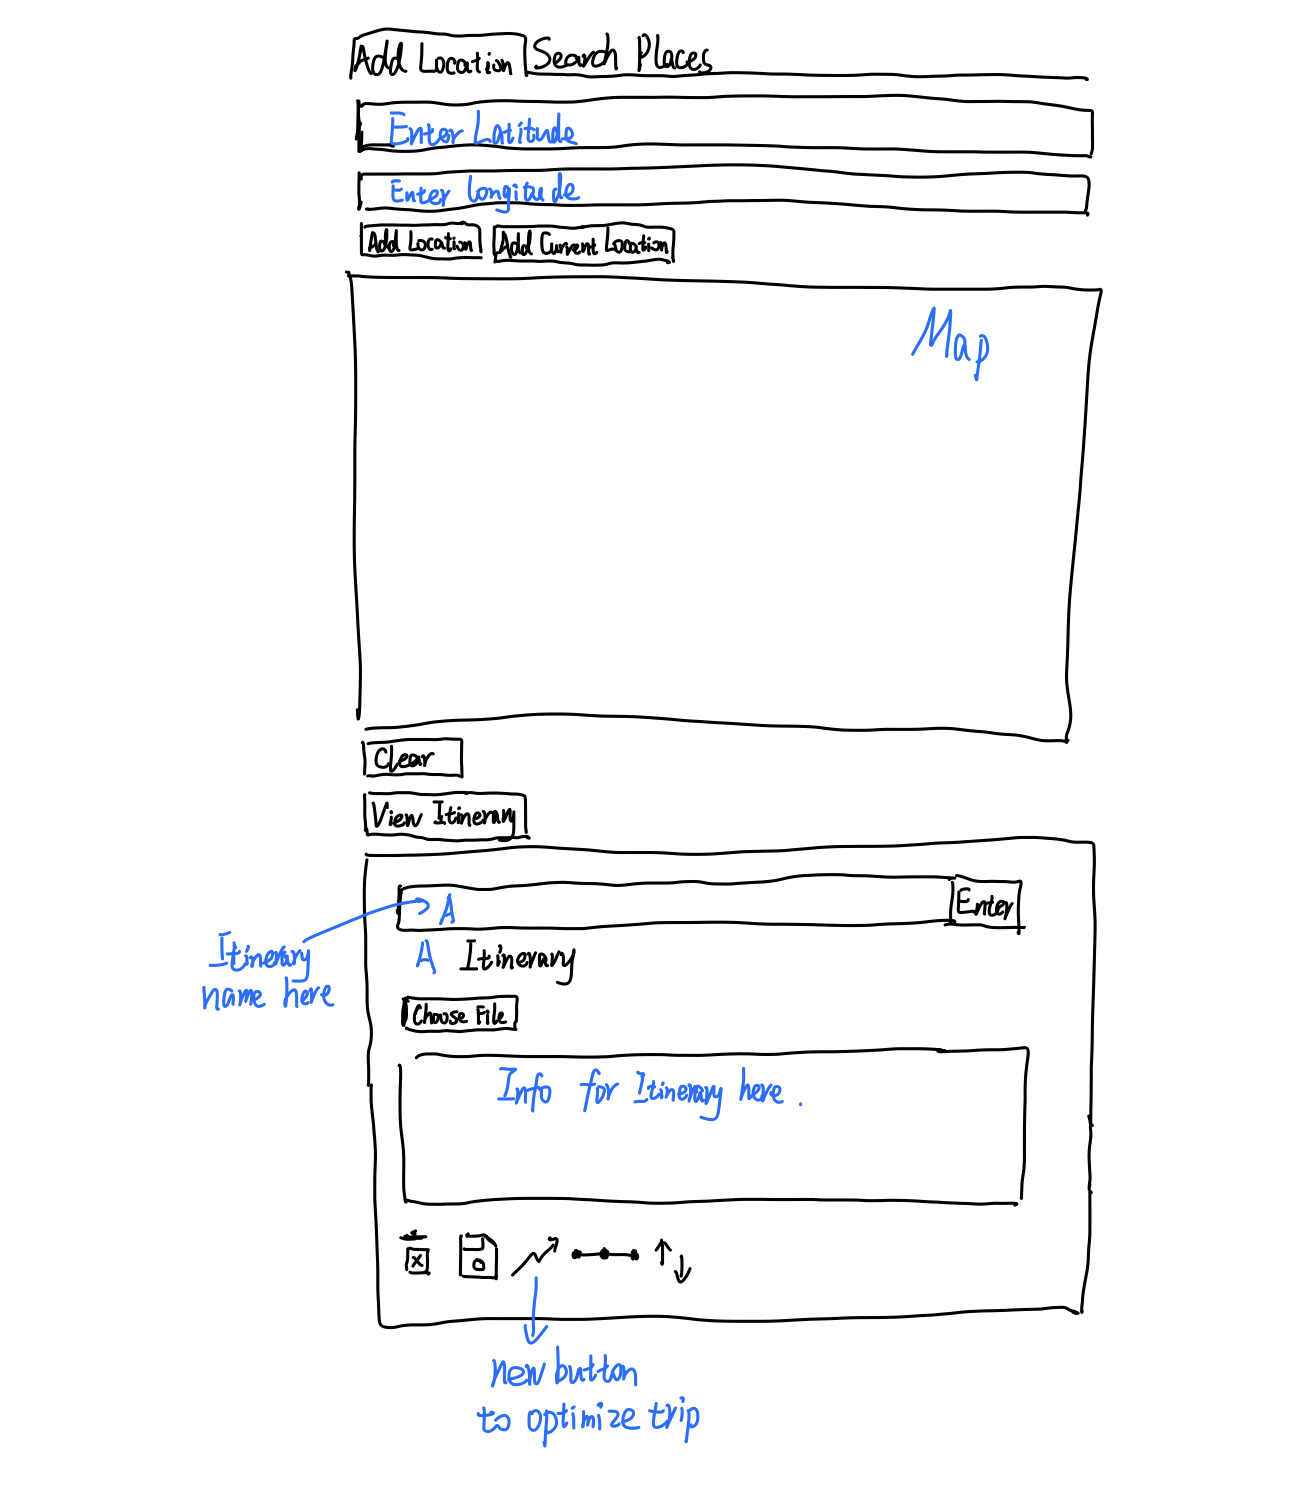 Add Location Search Places
Enter Latitude
Enter Longitude
Add Location Add Current Location
Map
Clear
View Itinerary
A
Enter
Itinerary
name here
A Itinerary
Choose File
Info for Itinerary here.
new button
to optimize trip